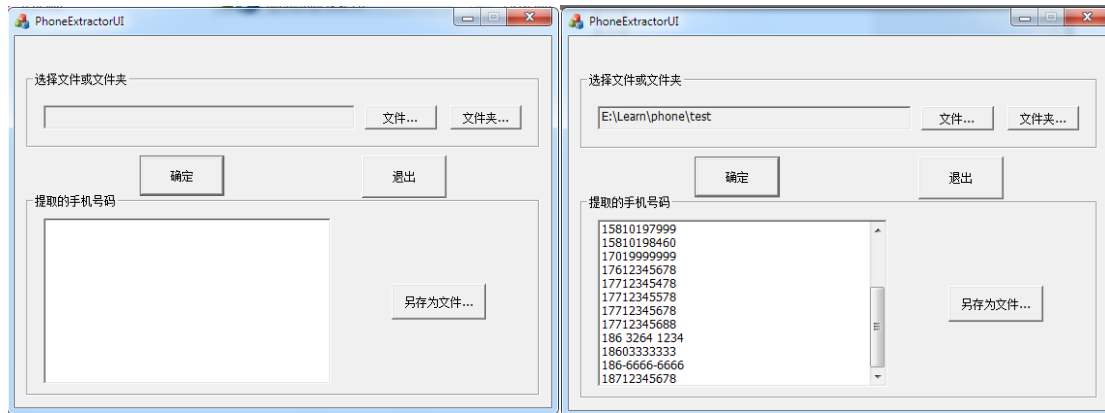 PhoneExtractorUI
选择文件或文件夹
文件...
文件夹...
确定
退出
提取的手机号码
另存为文件...
PhoneExtractorUI
选择文件或文件夹
E:\Learn\phone\test
文件...
文件夹...
确定
退出
提取的手机号码
15810197999
15810198460
17019999999
17612345678
17712345478
17712345578
17712345678
17712345688
186 3264 1234
18603333333
186-6666-6666
18712345678
另存为文件...